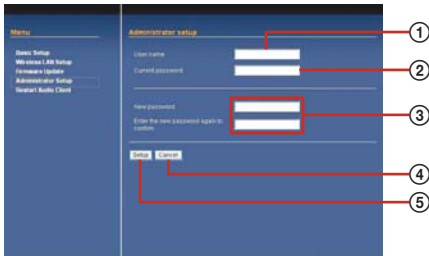 Menu
Basic Setup
Wireless LAN Setup
Firmware Update
Administrator Setup
Restart Audio Client
Administrator setup
User name
①
Current password
②
New password
Enter the new password again to
confirm
③
Setup Cancel
④
⑤